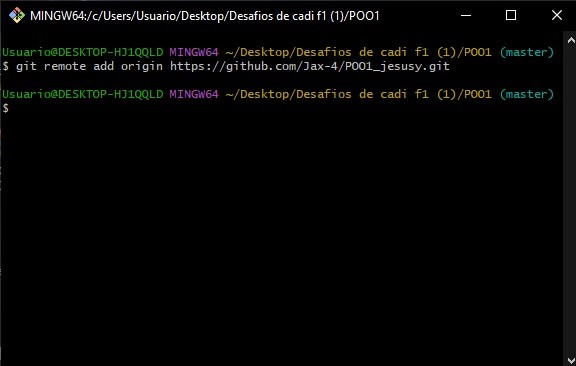 MINGW64:/c/Users/Usuario/Desktop/Desafios de cadi f1 (1)/POO1
Usuario@DESKTOP-HJ1QQLD MINGW64 ~/Desktop/Desafios de cadi f1 (1)/POO1 (master)
$ git remote add origin https://github.com/Jax-4/POO1_jesusy.git
Usuario@DESKTOP-HJ1QQLD MINGW64 ~/Desktop/Desafios de cadi f1 (1)/POO1 (master)
$